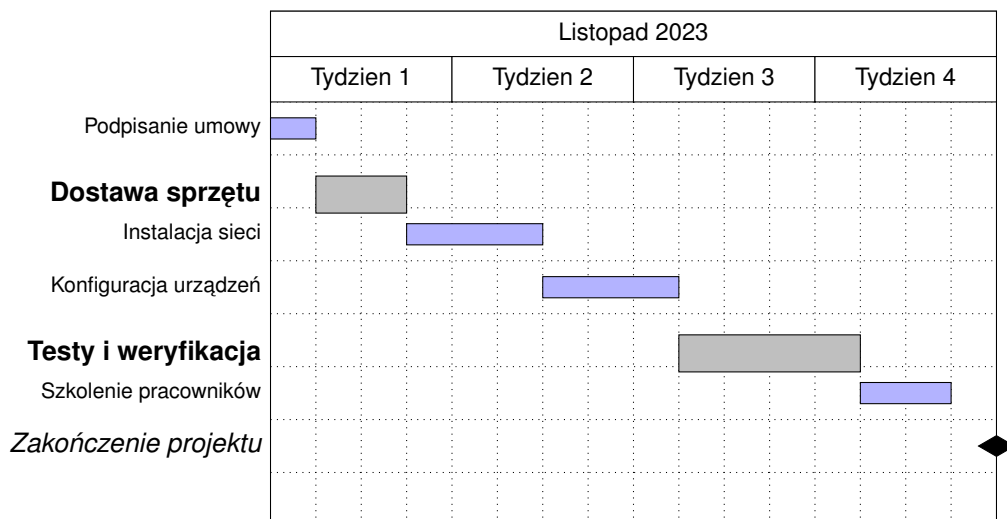 Listopad 2023
Tydzien 1 Tydzien 2 Tydzien 3 Tydzien 4
Podpisanie umowy
Dostawa sprzętu
Instalacja sieci
Konfiguracja urządzeń
Testy i weryfikacja
Szkolenie pracowników
Zakończenie projektu